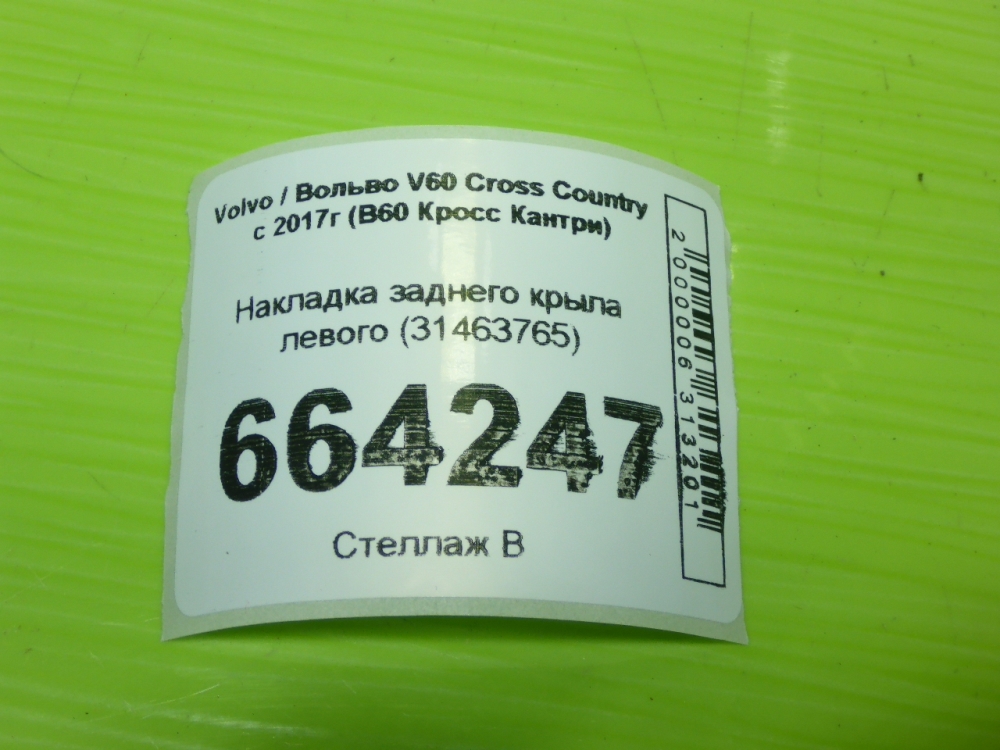 Volvo / Вольво V60 Cross Country
с 2017г (В60 Кросс Кантри)
Накладка заднего крыла
левого (31463765)
664247
Стеллаж В
2000006313201